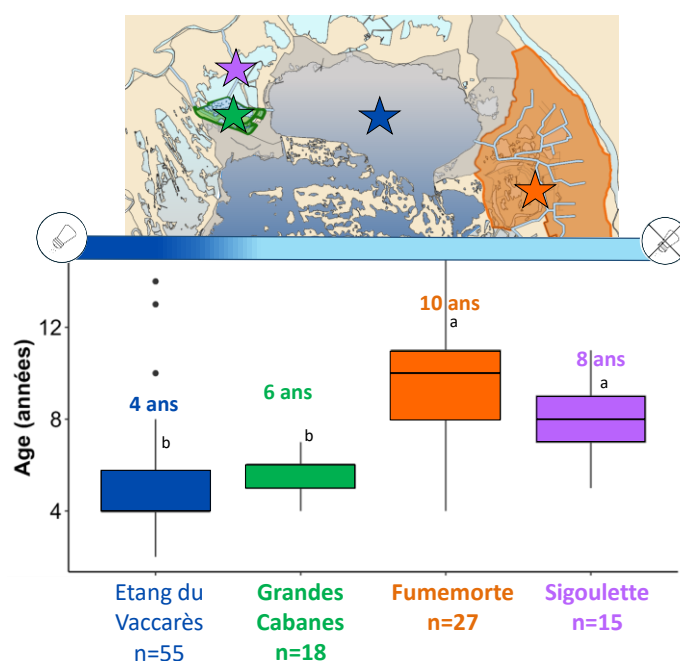 10 ans
a
12
8 ans
a
4 ans
6 ans
b
b
8
4
Age (années)
Etang du
Vaccarès
n=55
Grandes
Cabanes
n=18
Fumemorte
n=27
Sigoulette
n=15